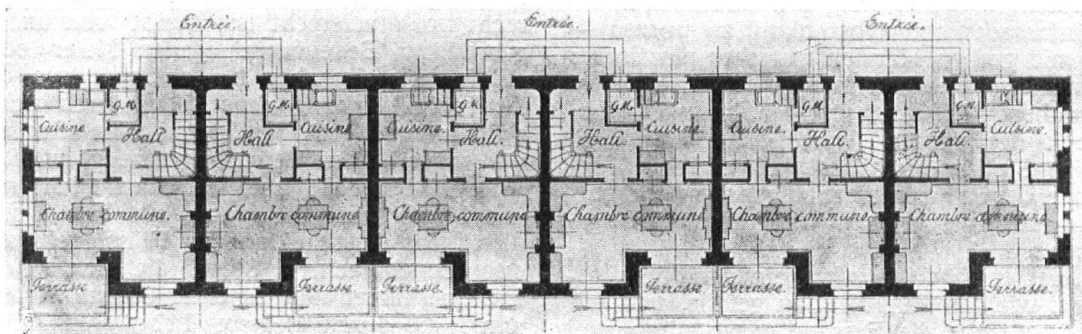 Entrée. Entrée. Entrée.
G.M. G.M. G.M. G.M. G.M. G.M.
Cuisine Hall. Hall. Cuisine Cuisine. Hall. Hall. Cuisine. Cuisine. Hall. Hall. Cuisine.
Chambre commune. Chambre commune Chambre commune Chambre commune Chambre commune. Chambre commune
Terrasse Terrasse. Terrasse. Terrasse. Terrasse. Terrasse.